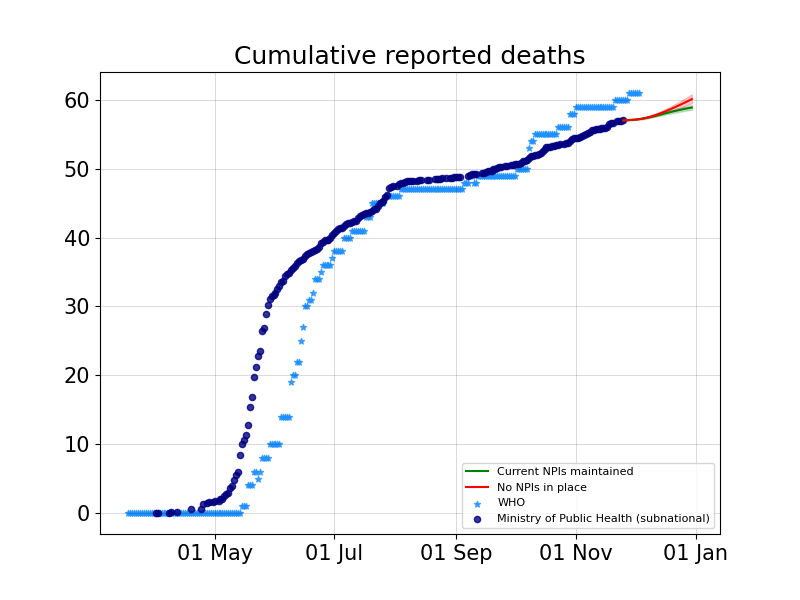 Cumulative reported deaths
60
50
40
30
20
10
0
Current NPIs maintained
No NPIs in place
WHO
Ministry of Public Health (subnational)
01 May 01 Jul 01 Sep 01 Nov 01 Jan